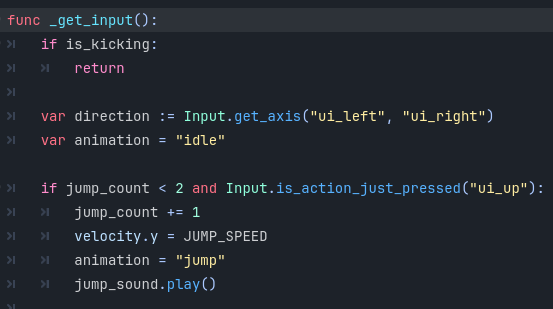 func _get_input():
	if is_kicking:
		return

	var direction := Input.get_axis("ui_left", "ui_right")
	var animation = "idle"

	if jump_count < 2 and Input.is_action_just_pressed("ui_up"):
		jump_count += 1
		velocity.y = JUMP_SPEED
		animation = "jump"
		jump_sound.play()